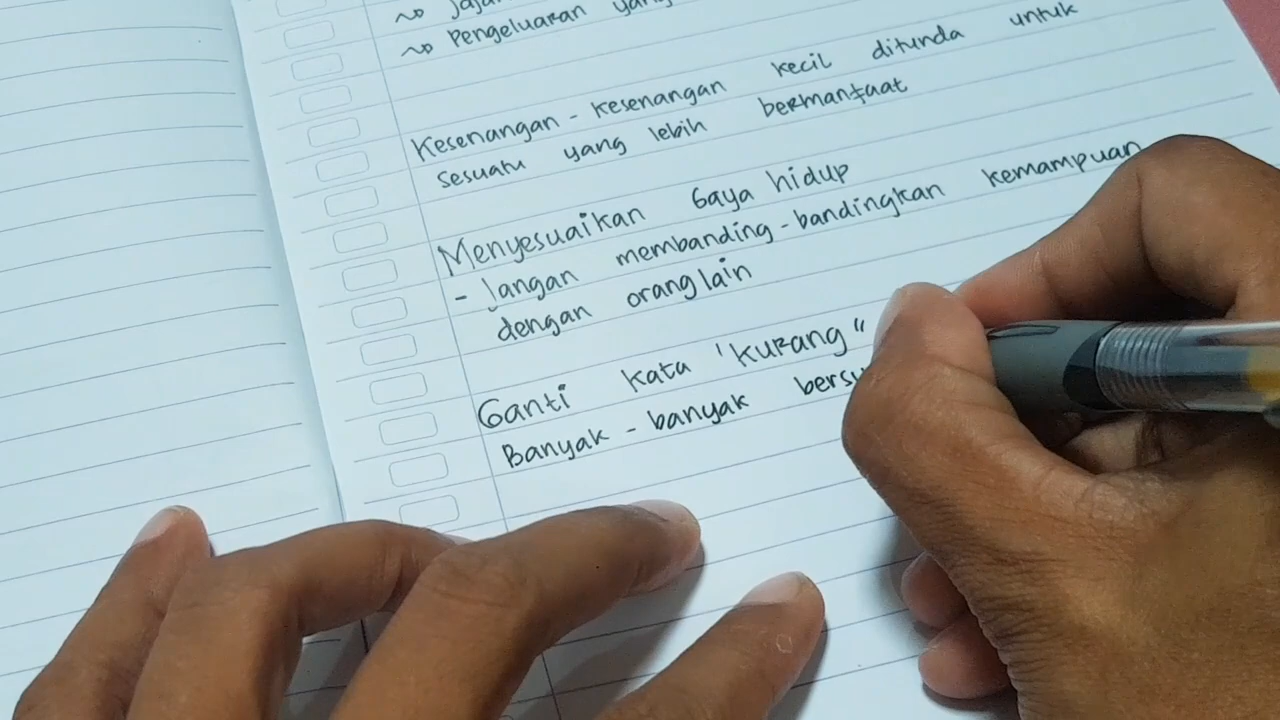 ~>
~> Pengeluaran yang
Kesenangan - kesenangan kecil ditunda untuk
sesuatu yang lebih bermanfaat
Menyesuaikan Gaya hidup
- Jangan membanding - bandingkan kemampuan
dengan orang lain
Ganti kata "kurang"
Banyak - banyak